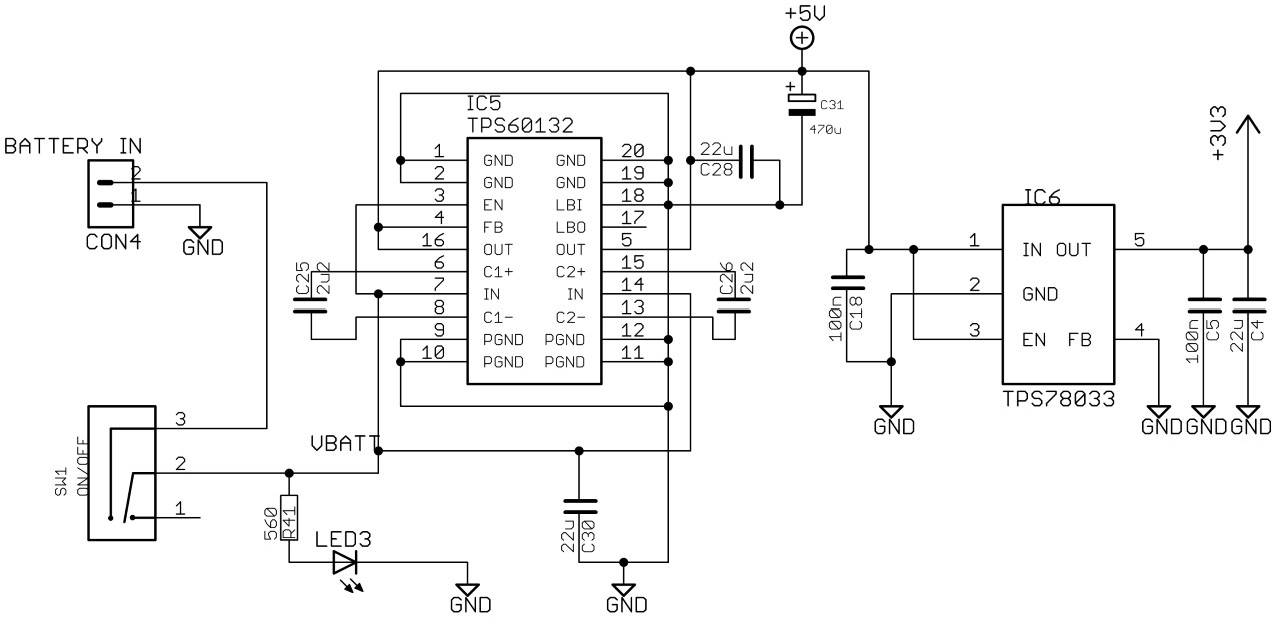 +5V
+
C31
470u
IC5
TPS60132
BATTERY IN
2
1
CON4
GND
1 GND GND 20
2 GND GND 19
3 EN LBI 18
4 FB LBO 17
16 OUT OUT 5
6 C1+ C2+ 15
7 IN IN 14
8 C1- C2- 13
9 PGND PGND 12
10 PGND PGND 11
22u
C28
C25
2u2
C26
2u2
+3V3
IC6
1 IN OUT 5
2 GND
3 EN FB 4
TPS78033
100n
C18
GND
100n
C5
22u
C4
GND
GND
GND
SW1
ON/OFF
3
2
1
VBATT
560
R41
LED3
GND
22u
C30
GND